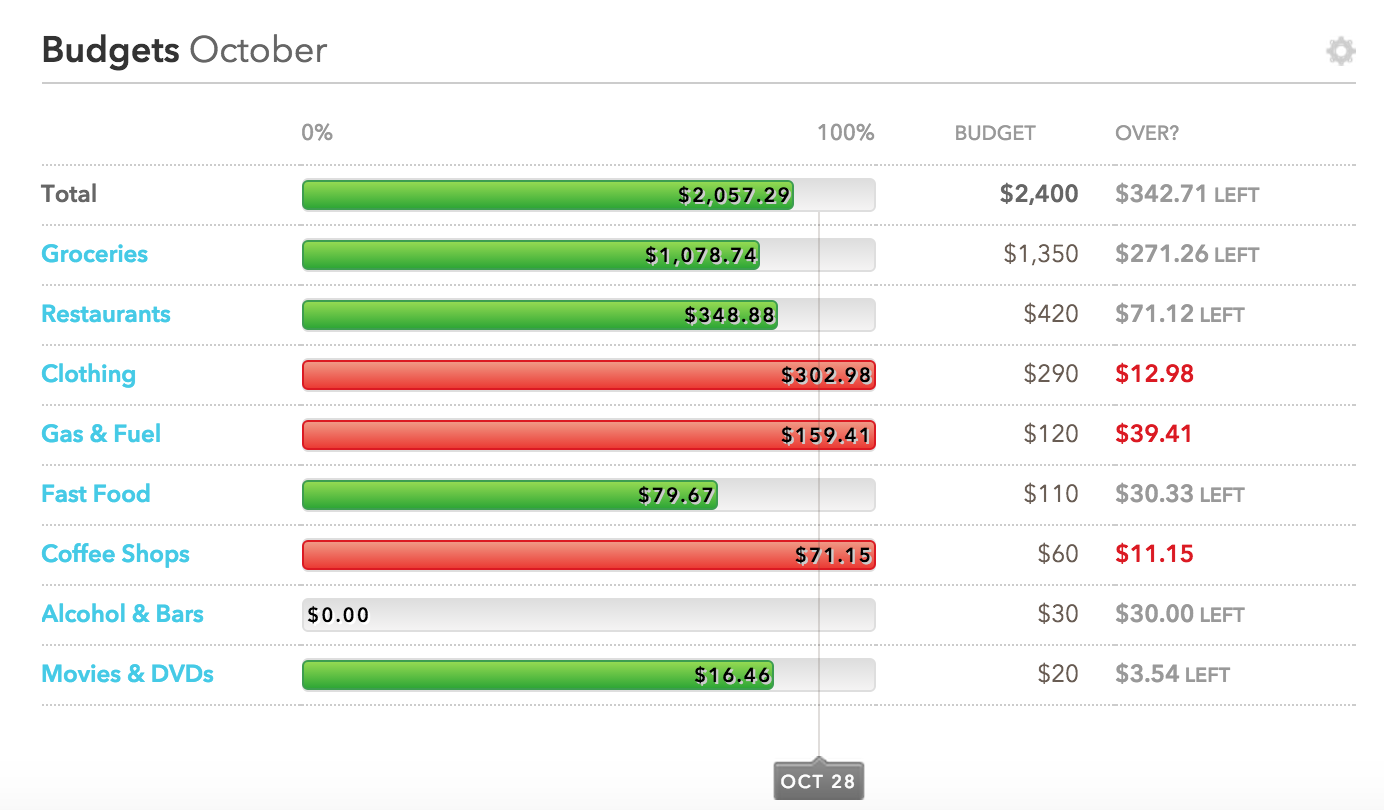 Budgets October
0% 100% BUDGET OVER?
Total $2,057.29 $2,400 $342.71 LEFT
Groceries $1,078.74 $1,350 $271.26 LEFT
Restaurants $348.88 $420 $71.12 LEFT
Clothing $302.98 $290 $12.98
Gas & Fuel $159.41 $120 $39.41
Fast Food $79.67 $110 $30.33 LEFT
Coffee Shops $71.15 $60 $11.15
Alcohol & Bars $0.00 $30 $30.00 LEFT
Movies & DVDs $16.46 $20 $3.54 LEFT
OCT 28